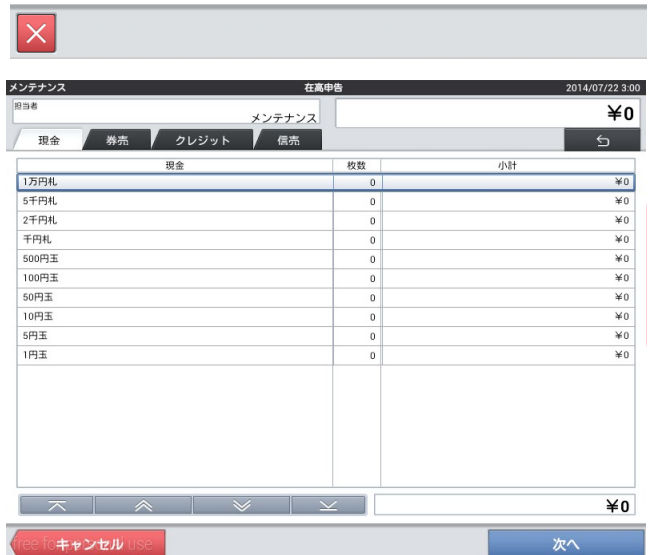 メンテナンス 在高申告 2014/07/22 3:00
担当者
メンテナンス
¥0
現金 券売 クレジット 信売
現金 枚数 小計
1万円札 0 ¥0
5千円札 0 ¥0
2千円札 0 ¥0
千円札 0 ¥0
500円玉 0 ¥0
100円玉 0 ¥0
50円玉 0 ¥0
10円玉 0 ¥0
5円玉 0 ¥0
1円玉 0 ¥0
¥0
キャンセル 次へ